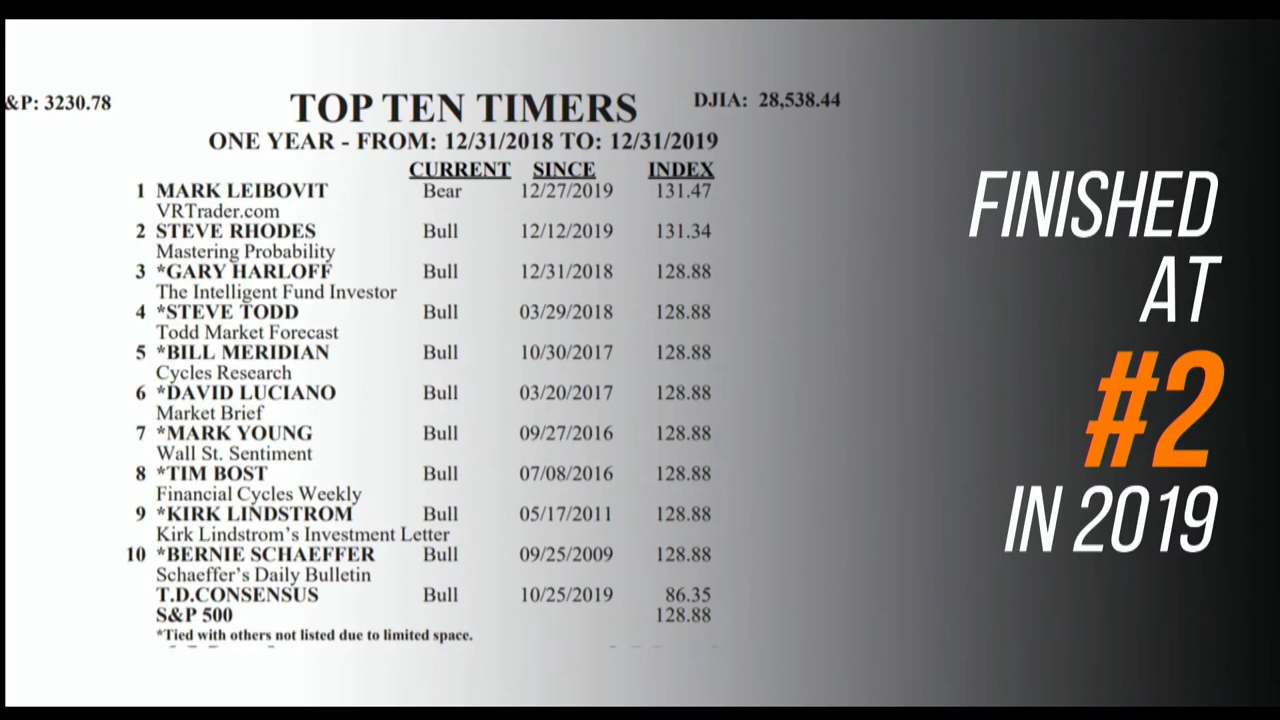 &P: 3230.78
TOP TEN TIMERS
DJIA: 28,538.44
ONE YEAR - FROM: 12/31/2018 TO: 12/31/2019
CURRENT SINCE INDEX
1 MARK LEIBOVIT Bear 12/27/2019 131.47
VRTrader.com
2 STEVE RHODES Bull 12/12/2019 131.34
Mastering Probability
3 *GARY HARLOFF Bull 12/31/2018 128.88
The Intelligent Fund Investor
4 *STEVE TODD Bull 03/29/2018 128.88
Todd Market Forecast
5 *BILL MERIDIAN Bull 10/30/2017 128.88
Cycles Research
6 *DAVID LUCIANO Bull 03/20/2017 128.88
Market Brief
7 *MARK YOUNG Bull 09/27/2016 128.88
Wall St. Sentiment
8 *TIM BOST Bull 07/08/2016 128.88
Financial Cycles Weekly
9 *KIRK LINDSTROM Bull 05/17/2011 128.88
Kirk Lindstrom's Investment Letter
10 *BERNIE SCHAEFFER Bull 09/25/2009 128.88
Schaeffer's Daily Bulletin
T.D.CONSENSUS Bull 10/25/2019 86.35
S&P 500 128.88
*Tied with others not listed due to limited space.
FINISHED
AT
#2
IN 2019